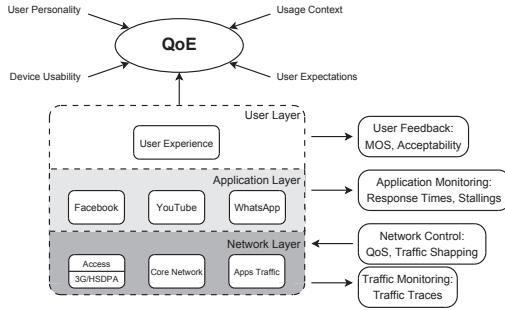 User Personality
Usage Context
QoE
Device Usability
User Expectations
User Layer
User Experience
User Feedback:
MOS, Acceptability
Application Layer
Facebook
YouTube
WhatsApp
Application Monitoring:
Response Times, Stallings
Network Layer
Access
3G/HSDPA
Core Network
Apps Traffic
Network Control:
QoS, Traffic Shapping
Traffic Monitoring:
Traffic Traces